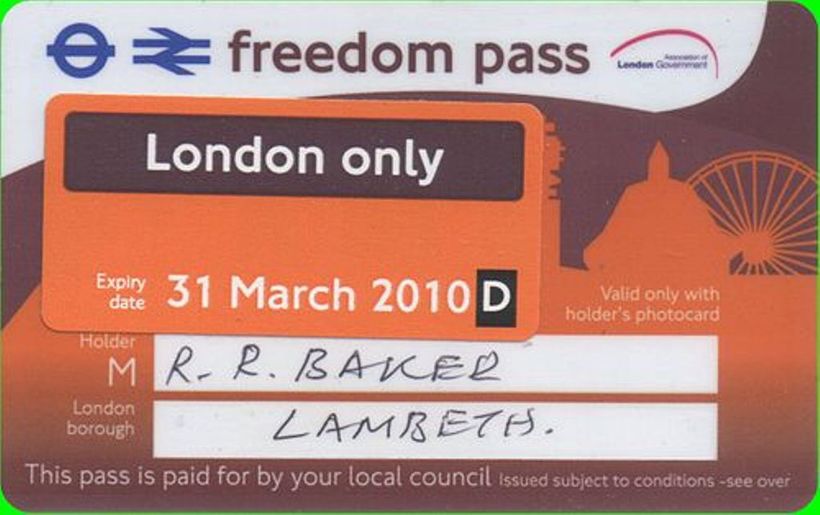 freedom pass
Association of
London Government
London only
Expiry
date
31 March 2010 D
Valid only with
holder's photocard
Holder
M
R. R. BAKER
London
borough
LAMBETH.
This pass is paid for by your local council Issued subject to conditions -see over